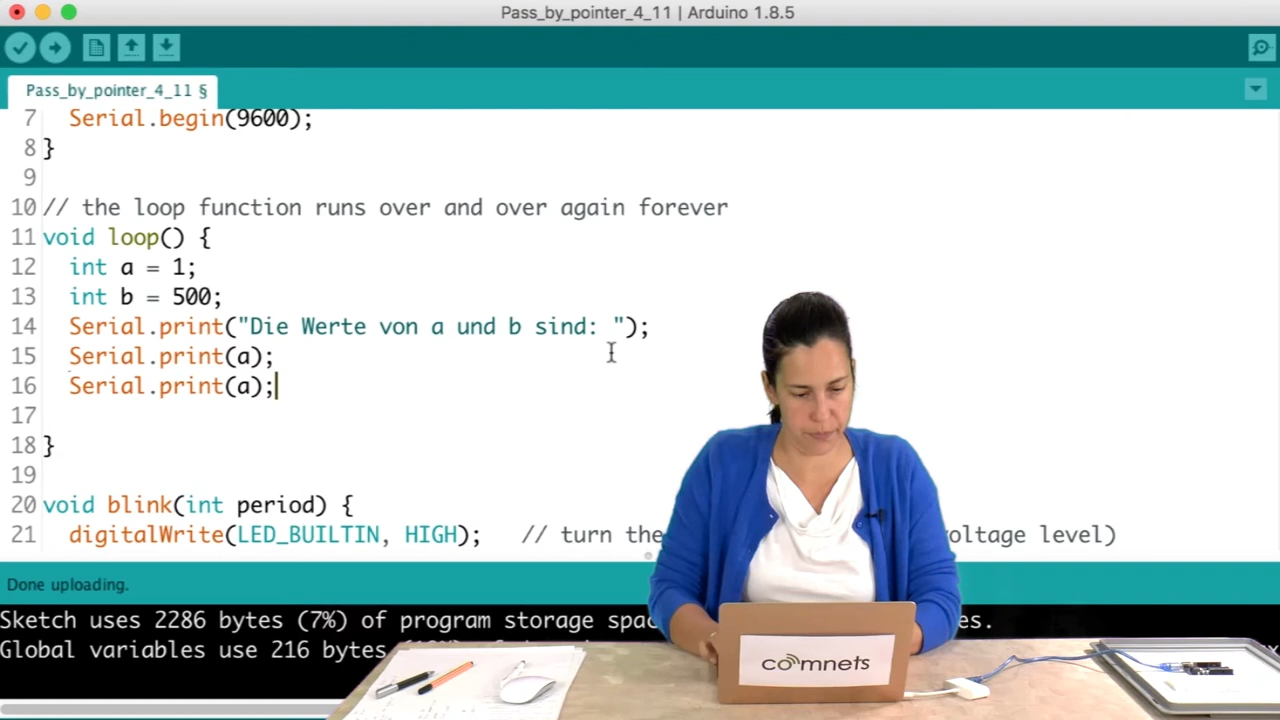 Pass_by_pointer_4_11 | Arduino 1.8.5
Pass_by_pointer_4_11 §
7 Serial.begin(9600);
8 }
9
10 // the loop function runs over and over again forever
11 void loop() {
12 int a = 1;
13 int b = 500;
14 Serial.print("Die Werte von a und b sind: ");
15 Serial.print(a);
16 Serial.print(a);
17
18 }
19
20 void blink(int period) {
21 digitalWrite(LED_BUILTIN, HIGH); // turn the voltage level)
Done uploading.
Sketch uses 2286 bytes (7%) of program storage
Global variables use 216 bytes
comnets